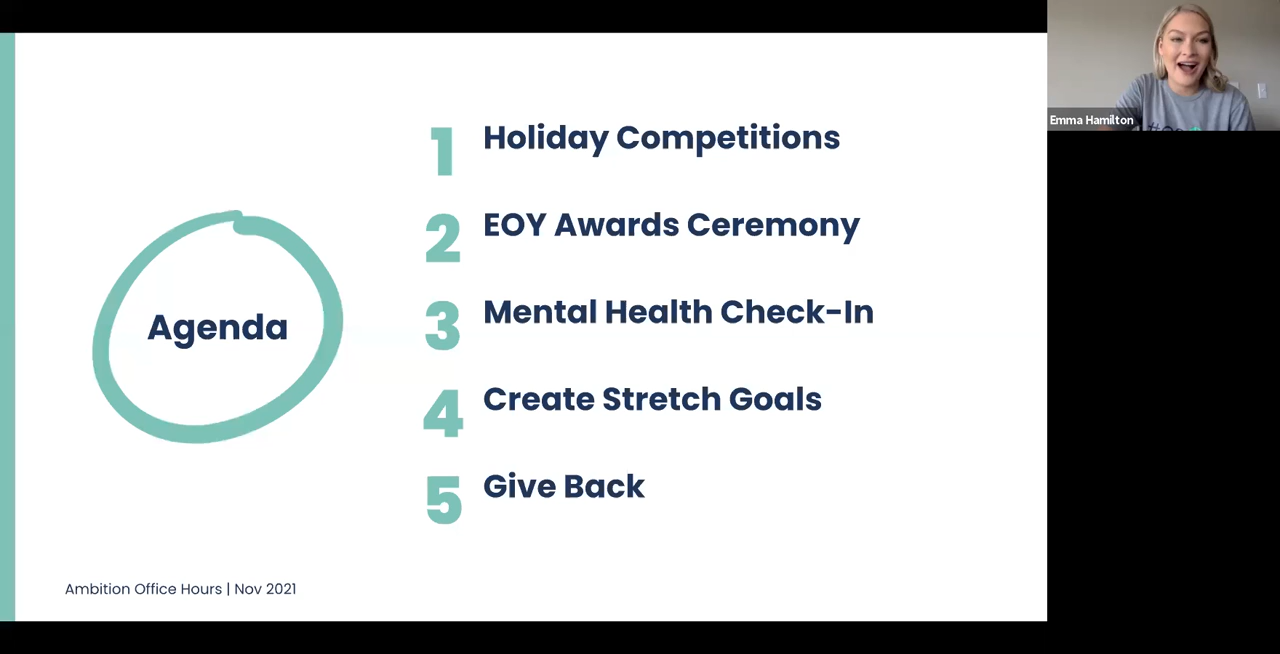 Agenda
1 Holiday Competitions
2 EOY Awards Ceremony
3 Mental Health Check-In
4 Create Stretch Goals
5 Give Back
Ambition Office Hours | Nov 2021
Emma Hamilton